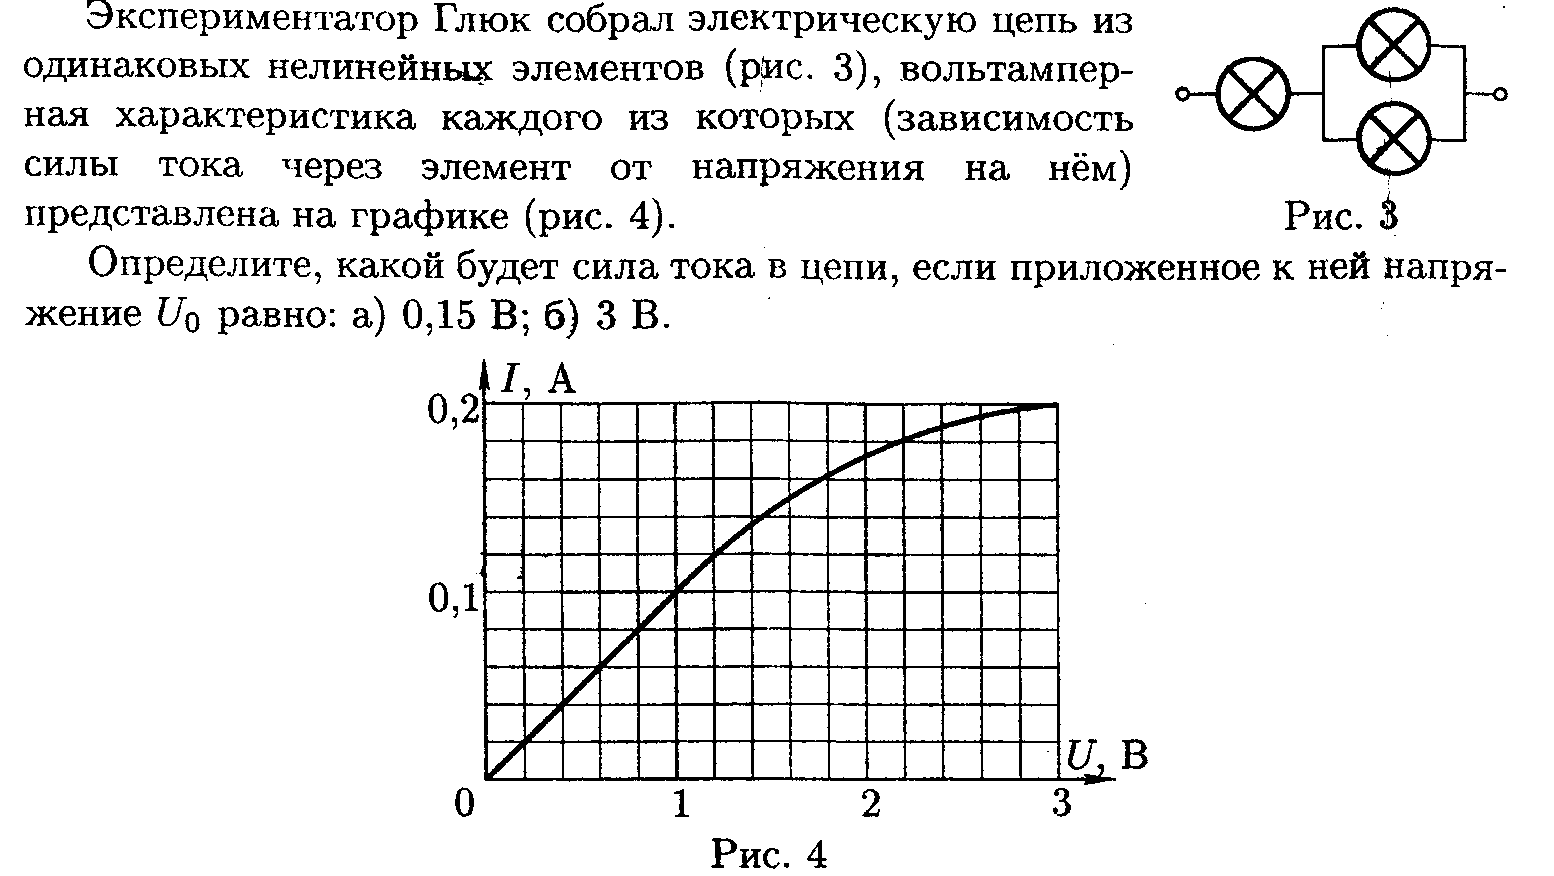 Экспериментатор Глюк собрал электрическую цепь из
одинаковых нелинейных элементов (рис. 3), вольтампер-
ная характеристика каждого из которых (зависимость
силы тока через элемент от напряжения на нём)
представлена на графике (рис. 4).
Рис. 3
Определите, какой будет сила тока в цепи, если приложенное к ней напря-
жение U₀ равно: а) 0,15 В; б) 3 В.
I, А
0,2
0,1
U, В
0
1
2
3
Рис. 4